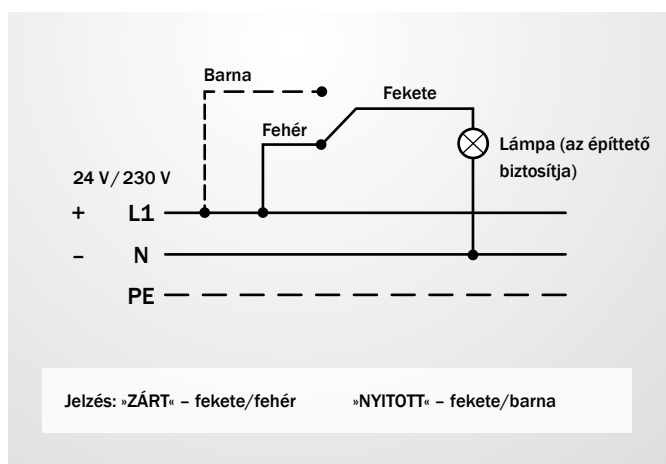 Barna
Fekete
Fehér
Lámpa (az építtető
biztosítja)
24 V/230 V
+ L1
– N
PE
Jelzés: »ZÁRT« – fekete/fehér »NYITOTT« – fekete/barna